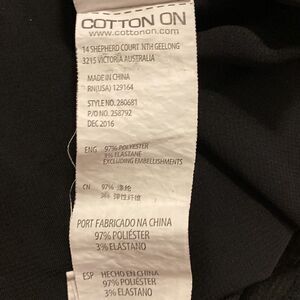 COTTON ON
www.cottonon.com
14 SHEPHERD COURT NTH GEELONG
3215 VICTORIA AUSTRALIA
MADE IN CHINA
RN(USA) 129164
STYLE NO. 280681
P/O NO. 258792
DEC 2016
ENG 97% POLYESTER
3% ELASTANE
EXCLUDING EMBELLISHMENTS
CN 97% 涤纶
3% 弹性纤维
PORT FABRICADO NA CHINA
97% POLIÉSTER
3% ELASTANO
ESP HECHO EN CHINA
97% POLIÉSTER
3% ELASTANO